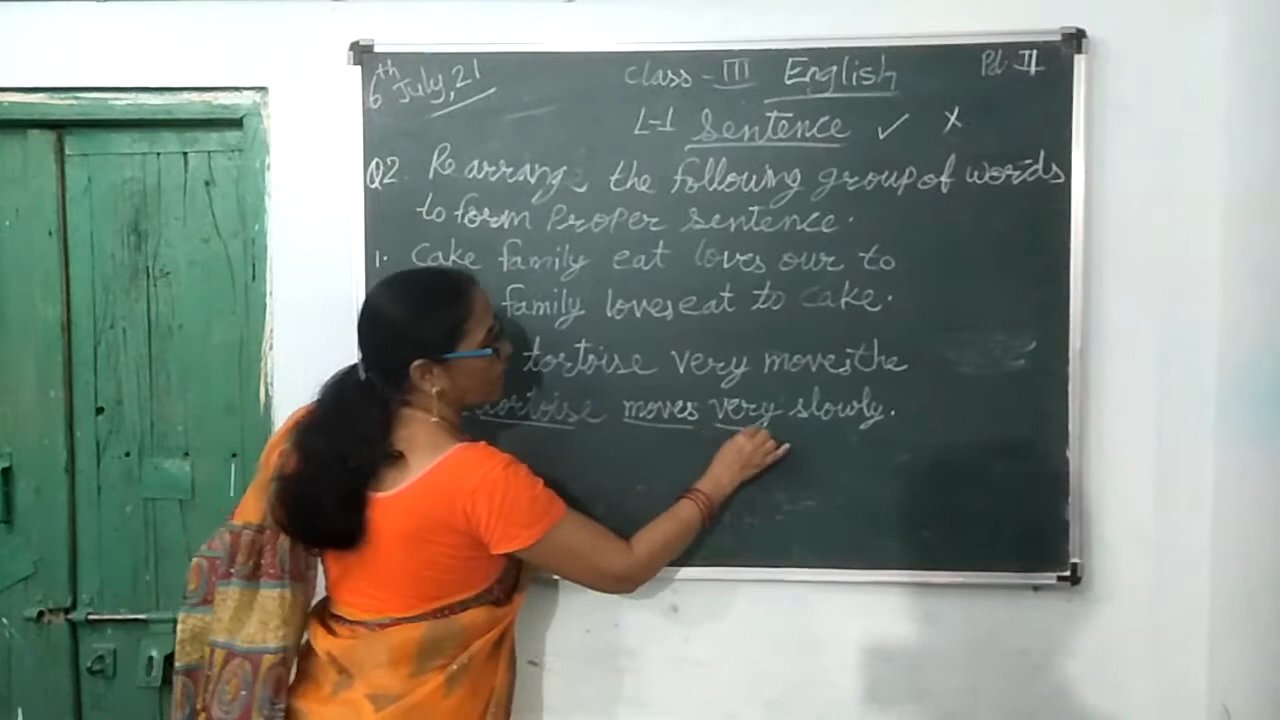 6th July, 21
Class - III English
Pd. II
L-1 Sentence ✓ ✗
Q2. Rearrange the following group of words
to form proper sentence.
1. Cake family eat loves our to
family loves eat to cake.
tortoise very moves the
tortoise moves very slowly.